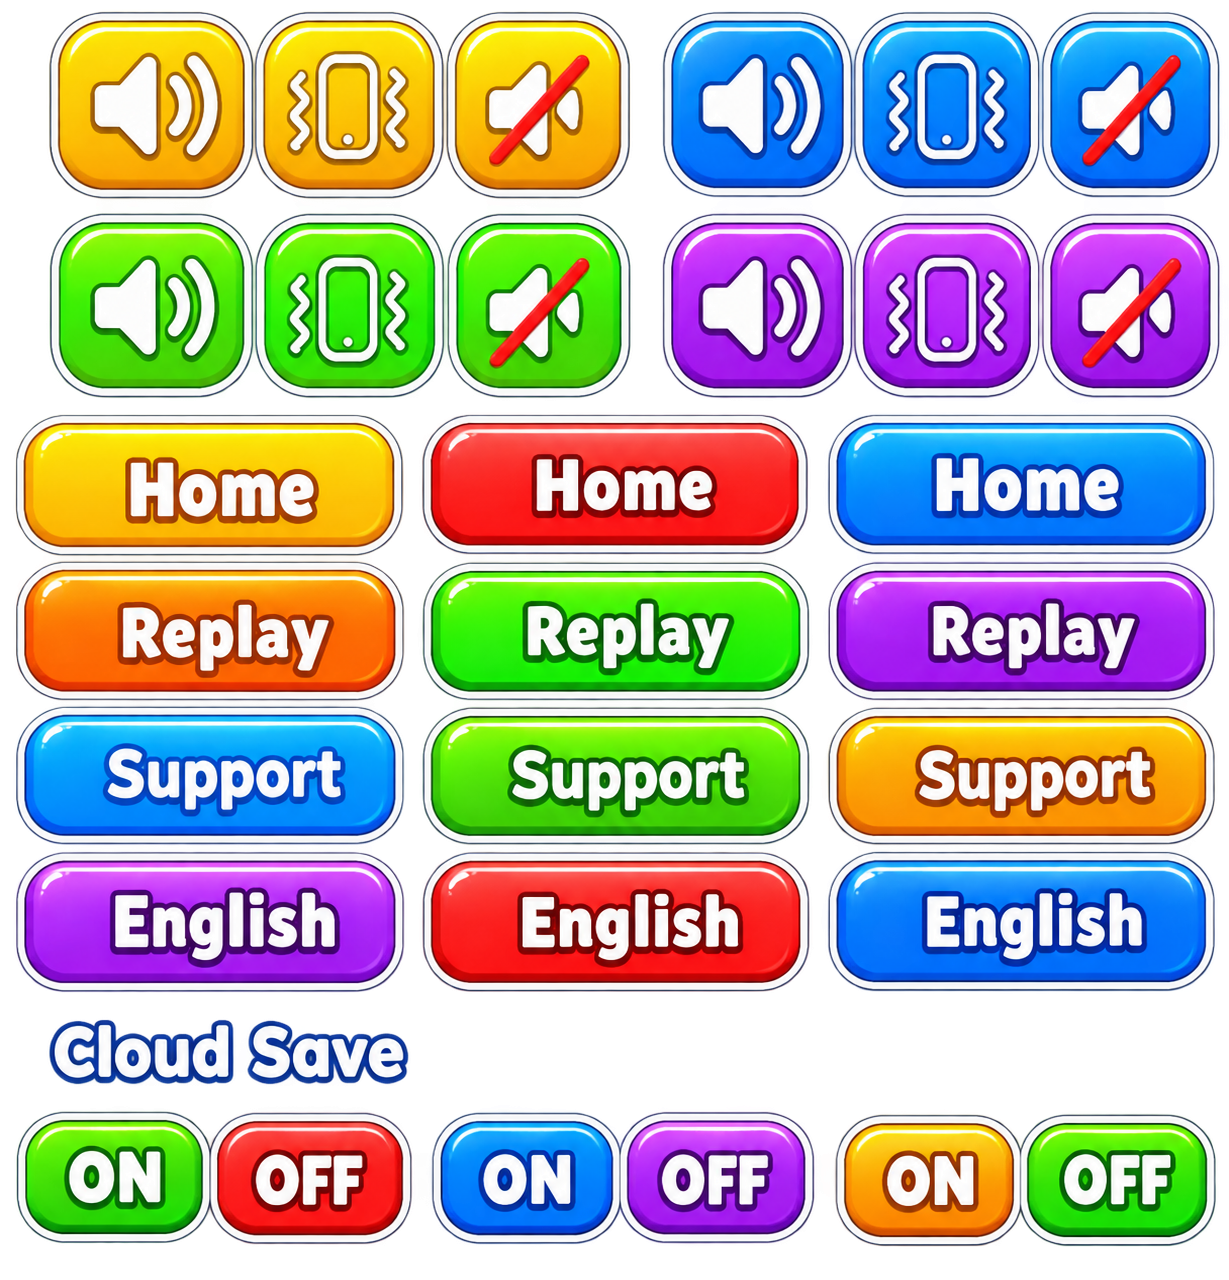 Home Home Home
Replay Replay Replay
Support Support Support
English English English
Cloud Save
ON OFF ON OFF ON OFF